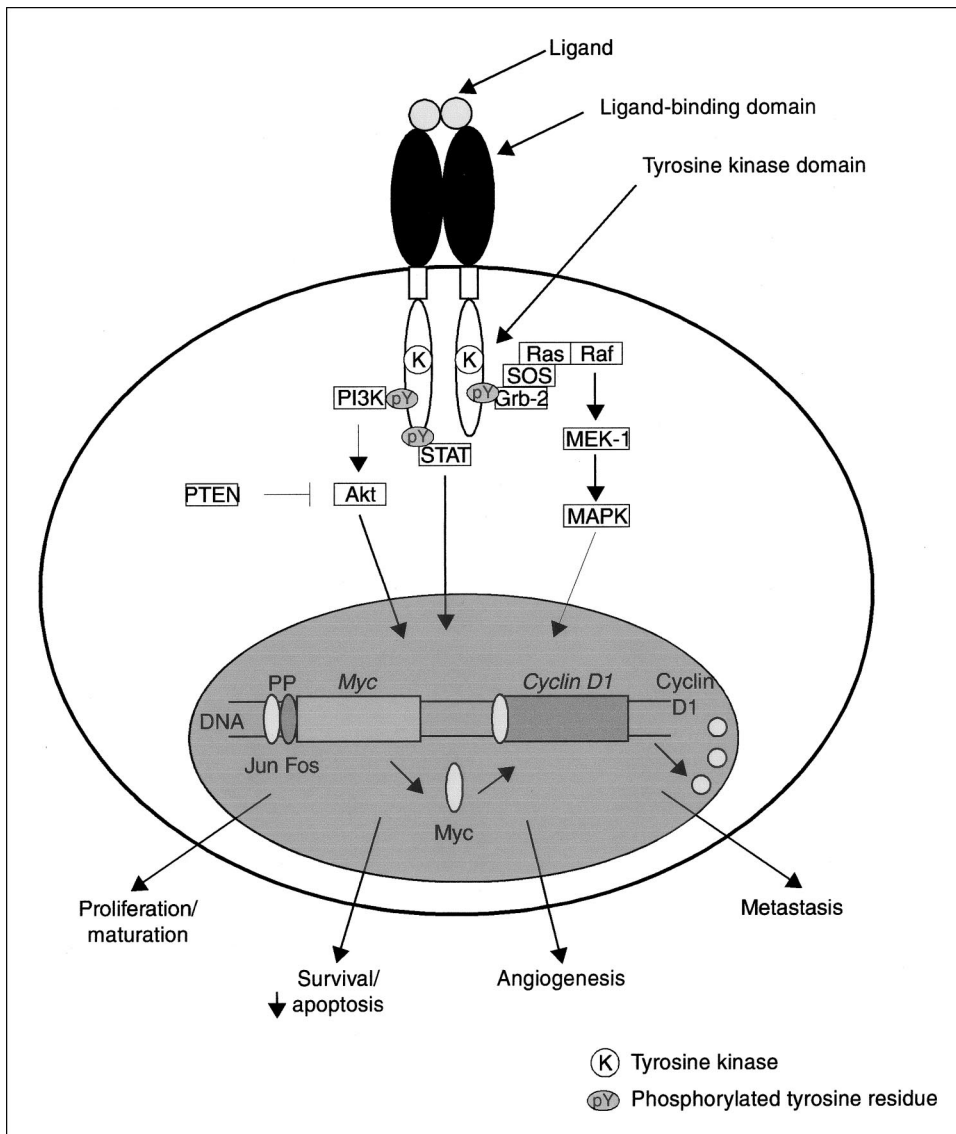 Ligand
Ligand-binding domain
Tyrosine kinase domain
K
K
Ras
Raf
SOS
PI3K
pY
pY
Grb-2
pY
STAT
MEK-1
PTEN
Akt
MAPK
PP
Myc
Cyclin D1
Cyclin
D1
DNA
Jun Fos
Myc
Proliferation/
maturation
Metastasis
Survival/
apoptosis
Angiogenesis
K Tyrosine kinase
pY Phosphorylated tyrosine residue